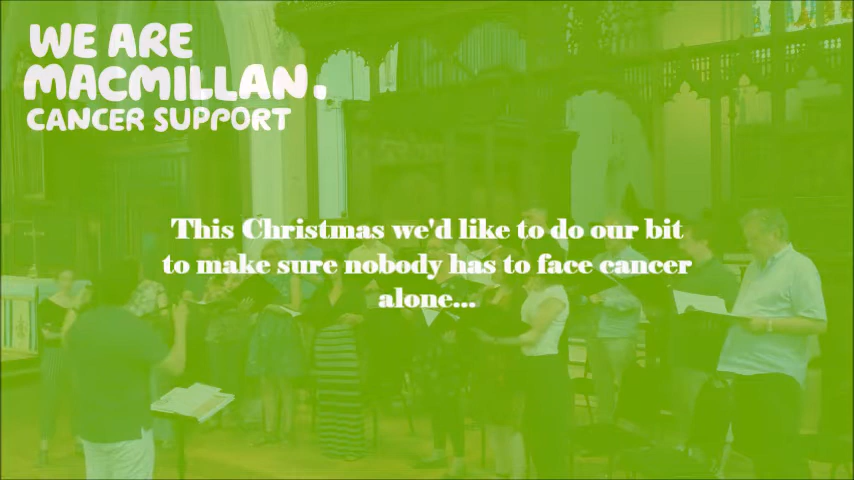 WE ARE
MACMILLAN.
CANCER SUPPORT
This Christmas we'd like to do our bit
to make sure nobody has to face cancer
alone...